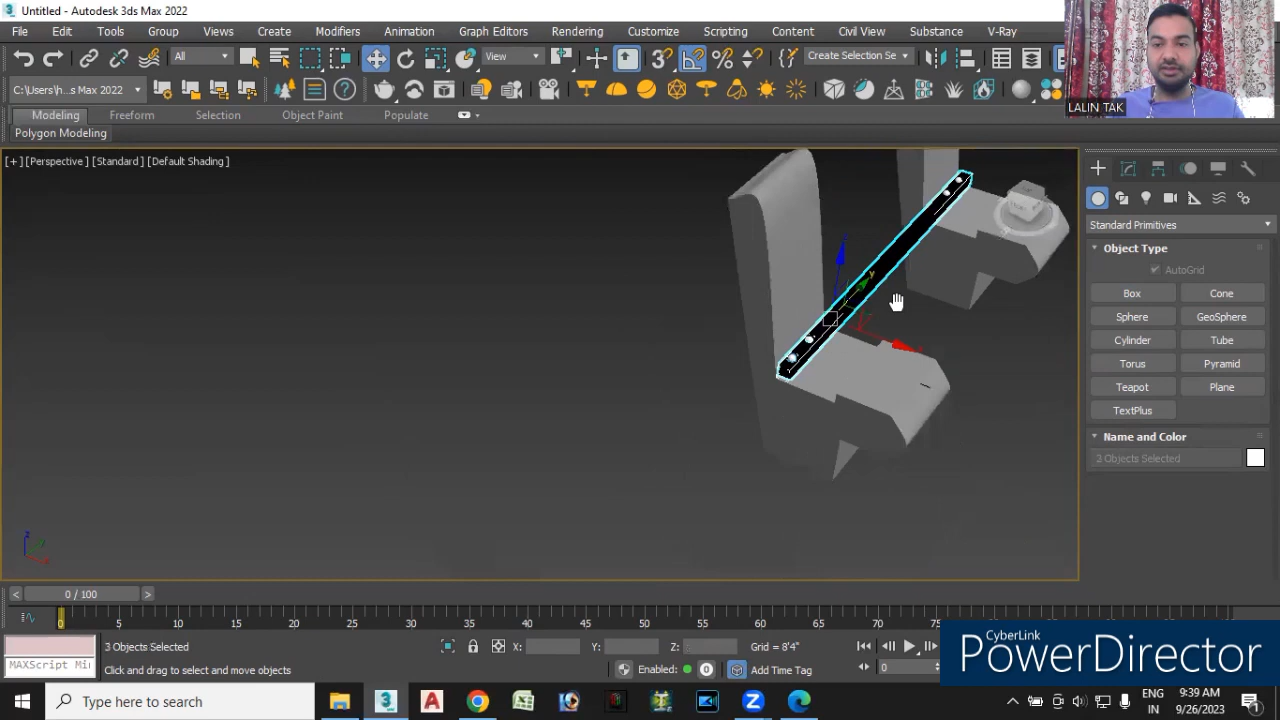 Untitled - Autodesk 3ds Max 2022
File Edit Tools Group Views Create Modifiers Animation Graph Editors Rendering Customize Scripting Content Civil View Substance V-Ray
All View Create Selection Se
LALIN TAK
C:\Users\h...s Max 2022
Modeling Freeform Selection Object Paint Populate
Polygon Modeling
[+] [Perspective] [Standard] [Default Shading]
Standard Primitives
Object Type
AutoGrid
Box Cone
Sphere GeoSphere
Cylinder Tube
Torus Pyramid
Teapot Plane
TextPlus
Name and Color
3 Objects Selected
< 0 / 100 >
0 5 10 15 20 25 30 35 40 45 50 55 60 65 70 75
3 Objects Selected X: Y: Z: Grid = 8'4"
MAXScript Mi
Click and drag to select and move objects Enabled: 0 Add Time Tag 0
CyberLink
PowerDirector
Type here to search
ENG
IN
9:39 AM
9/26/2023